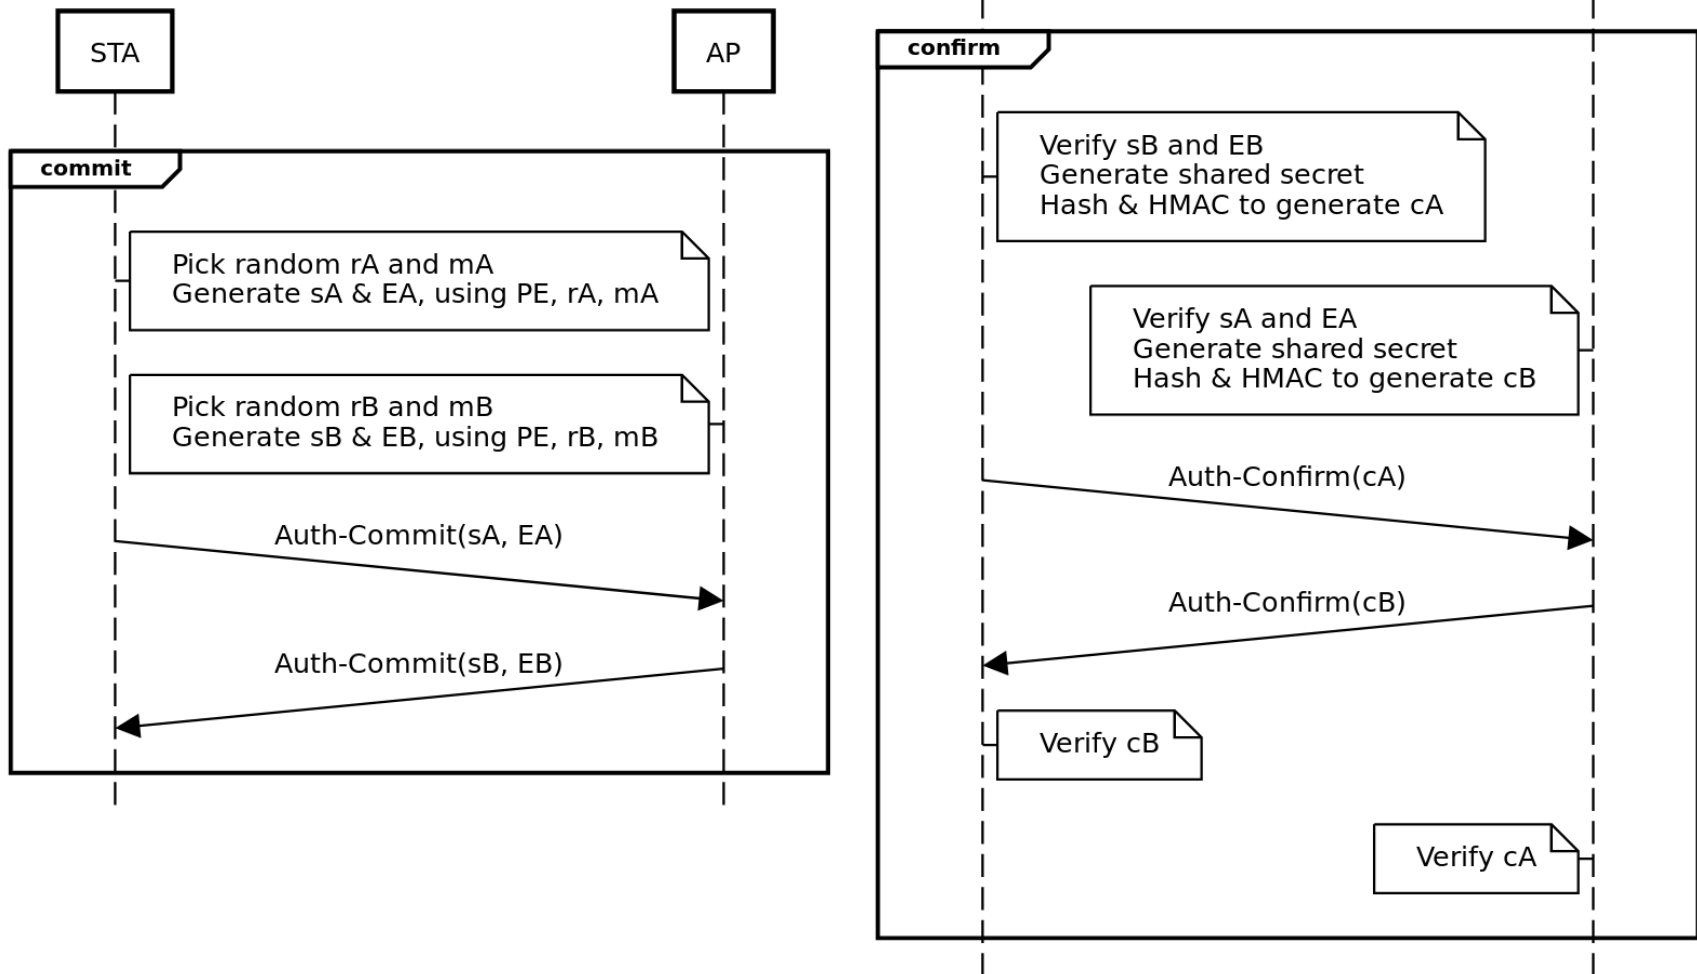 STA
AP
commit
Pick random rA and mA
Generate sA & EA, using PE, rA, mA
Pick random rB and mB
Generate sB & EB, using PE, rB, mB
Auth-Commit(sA, EA)
Auth-Commit(sB, EB)
confirm
Verify sB and EB
Generate shared secret
Hash & HMAC to generate cA
Verify sA and EA
Generate shared secret
Hash & HMAC to generate cB
Auth-Confirm(cA)
Auth-Confirm(cB)
Verify cB
Verify cA